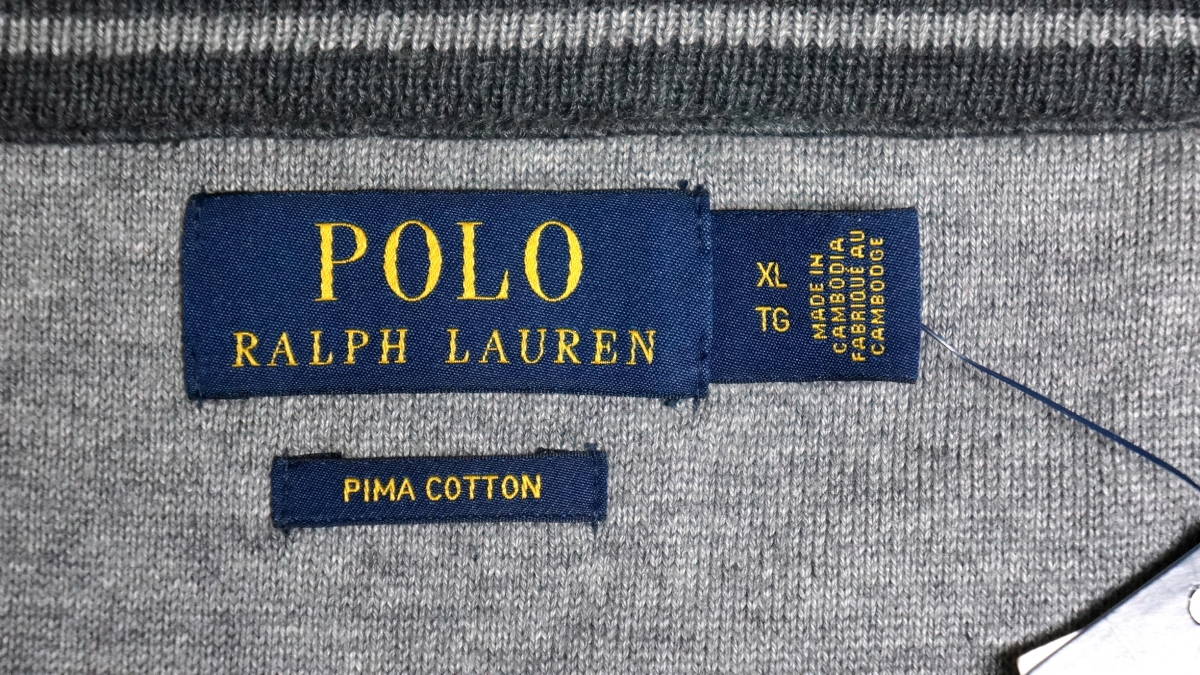 POLO
RALPH LAUREN
XL
TG
MADE IN
CAMBODIA
FABRIQUÉ AU
CAMBODGE
PIMA COTTON